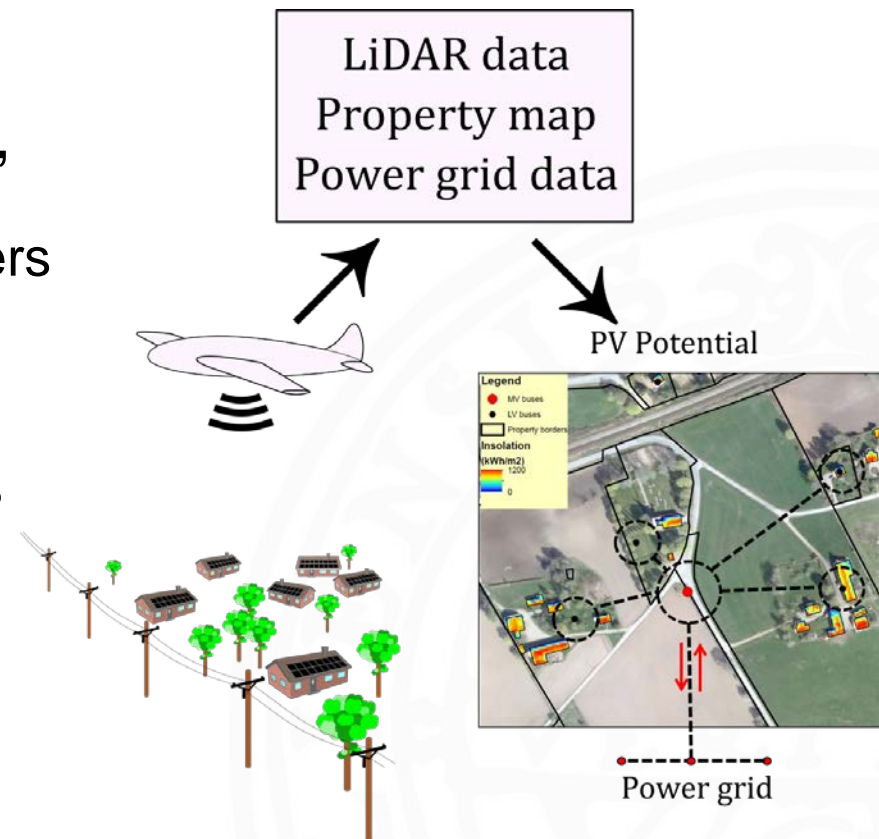 LiDAR data
Property map
Power grid data
,
ers
PV Potential
Legend
MV buses
LV buses
Property borders
Insolation
(kWh/m2)
1200
0
Power grid